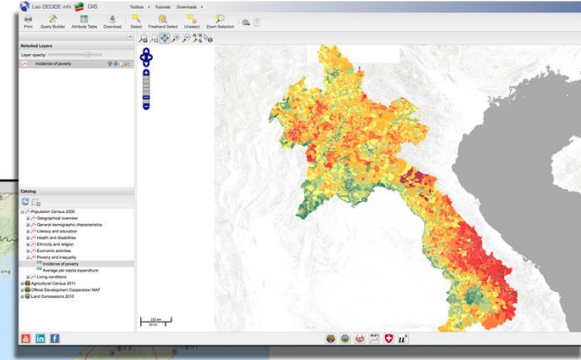 Lao DECIDE info GIS
Toolbox Tutorials Downloads
Print Query Builder Attribute Table Download Select Freehand Select Unselect Zoom Selection
Selected Layers
Layer opacity
Incidence of poverty
Catalog
Population Census 2005
Geographical overview
General demographic characteristics
Literacy and education
Health and disabilities
Ethnicity and religion
Economic activities
Poverty and inequality
Incidence of poverty
Average per capita expenditure
Living conditions
Agricultural Census 2011
Official Development Cooperation MAF
Land Concessions 2010